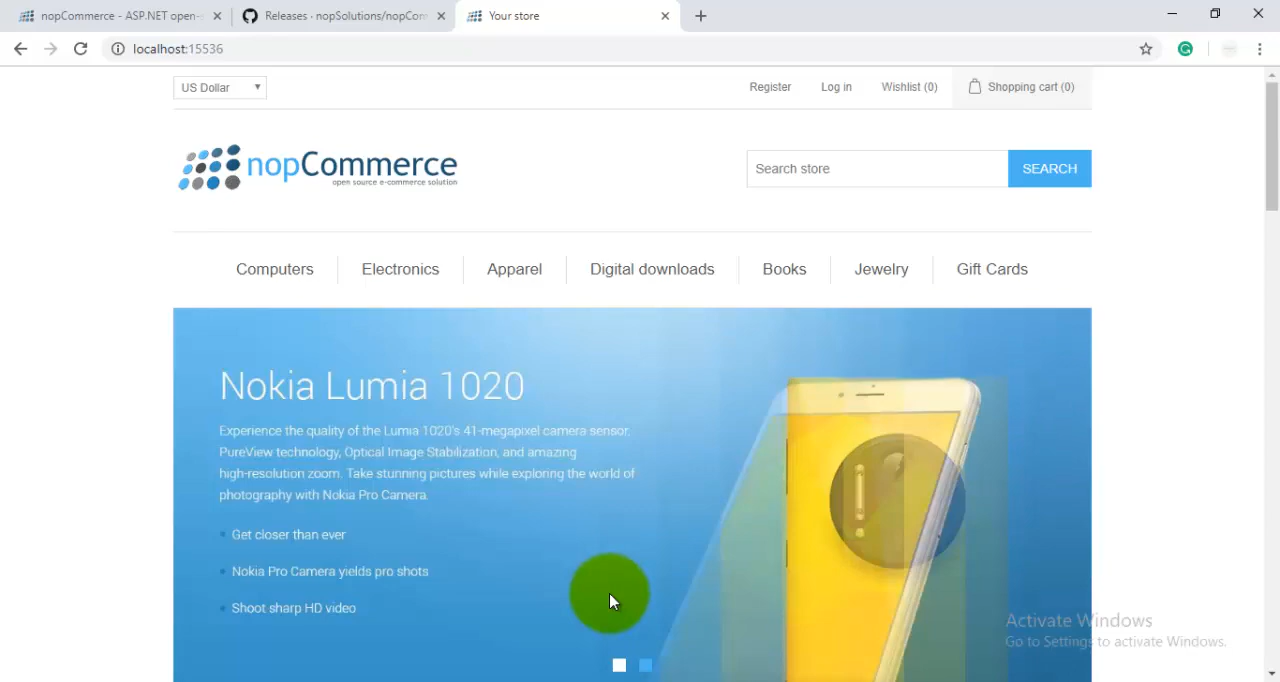 nopCommerce - ASP.NET open-s
Releases · nopSolutions/nopCom
Your store
localhost:15536
US Dollar
Register
Log in
Wishlist (0)
Shopping cart (0)
nopCommerce
open source e-commerce solution
Search store
SEARCH
Computers
Electronics
Apparel
Digital downloads
Books
Jewelry
Gift Cards
Nokia Lumia 1020
Experience the quality of the Lumia 1020's 41-megapixel camera sensor,
PureView technology, Optical Image Stabilization, and amazing
high-resolution zoom. Take stunning pictures while exploring the world of
photography with Nokia Pro Camera.
Get closer than ever
Nokia Pro Camera yields pro shots
Shoot sharp HD video
Activate Windows
Go to Settings to activate Windows.